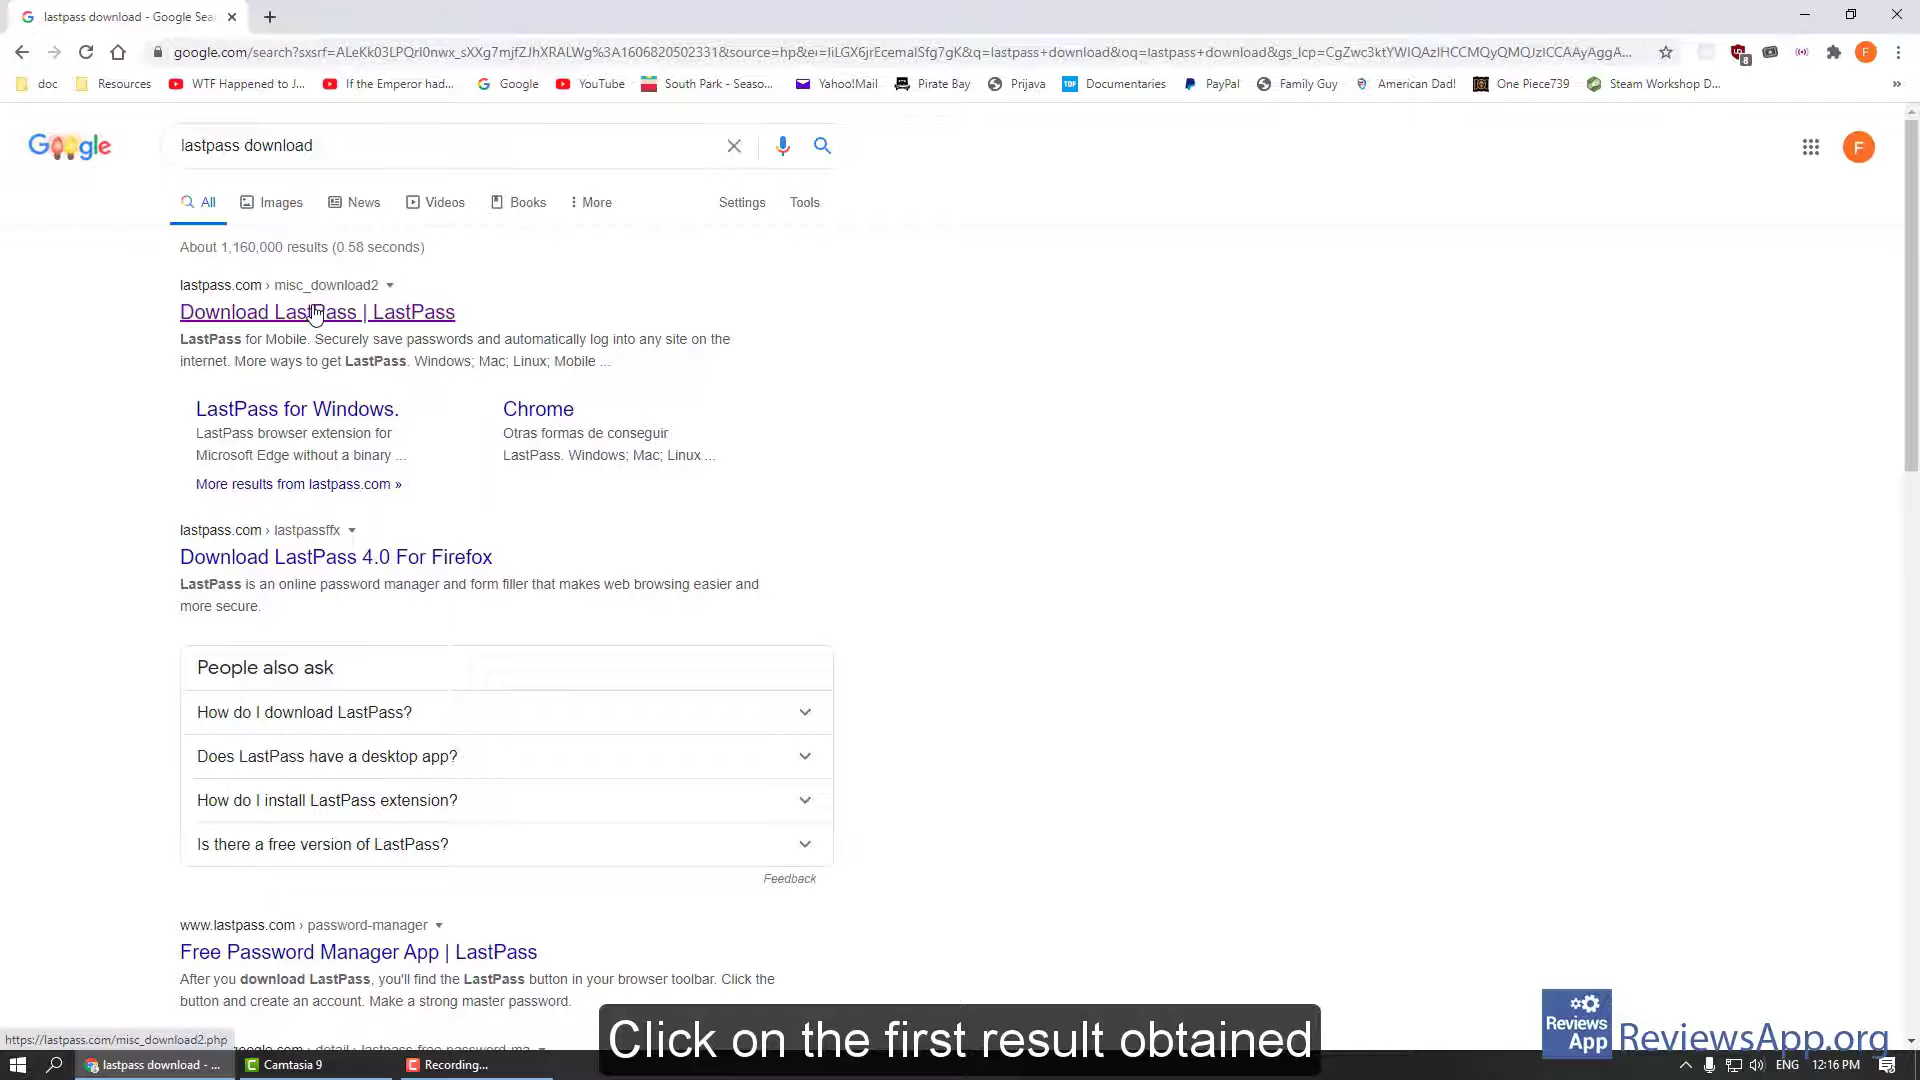 lastpass download - Google Sea
google.com/search?sxsrf=ALeKk03LPQrI0nwx_sXXg7mjfZJhXRALWg%3A1606820502331&source=hp&ei=liLGX6jrEcemaISfg7gK&q=lastpass+download&oq=lastpass+download&gs_lcp=CgZwc3ktYWIQAzIHCCMQyQMQJzICCAAyAggA...
8
F
doc
Resources
WTF Happened to J...
If the Emperor had...
Google
YouTube
South Park - Seaso...
Yahoo!Mail
Pirate Bay
Prijava
TDF
Documentaries
PayPal
Family Guy
American Dad!
One Piece739
Steam Workshop D...
»
Google
lastpass download
F
All
Images
News
Videos
Books
More
Settings
Tools
About 1,160,000 results (0.58 seconds)
lastpass.com › misc_download2
Download LastPass | LastPass
LastPass for Mobile. Securely save passwords and automatically log into any site on the
internet. More ways to get LastPass. Windows; Mac; Linux; Mobile ...
LastPass for Windows.
LastPass browser extension for
Microsoft Edge without a binary ...
Chrome
Otras formas de conseguir
LastPass. Windows; Mac; Linux ...
More results from lastpass.com »
lastpass.com › lastpassffx
Download LastPass 4.0 For Firefox
LastPass is an online password manager and form filler that makes web browsing easier and
more secure.
People also ask
How do I download LastPass?
Does LastPass have a desktop app?
How do I install LastPass extension?
Is there a free version of LastPass?
Feedback
www.lastpass.com › password-manager
Free Password Manager App | LastPass
After you download LastPass, you'll find the LastPass button in your browser toolbar. Click the
button and create an account. Make a strong master password.
https://lastpass.com/misc_download2.php
google.com › detail › lastpass-free-password-ma...
Click on the first result obtained
Reviews
App
ReviewsApp.org
lastpass download - ...
Camtasia 9
Recording...
ENG
12:16 PM